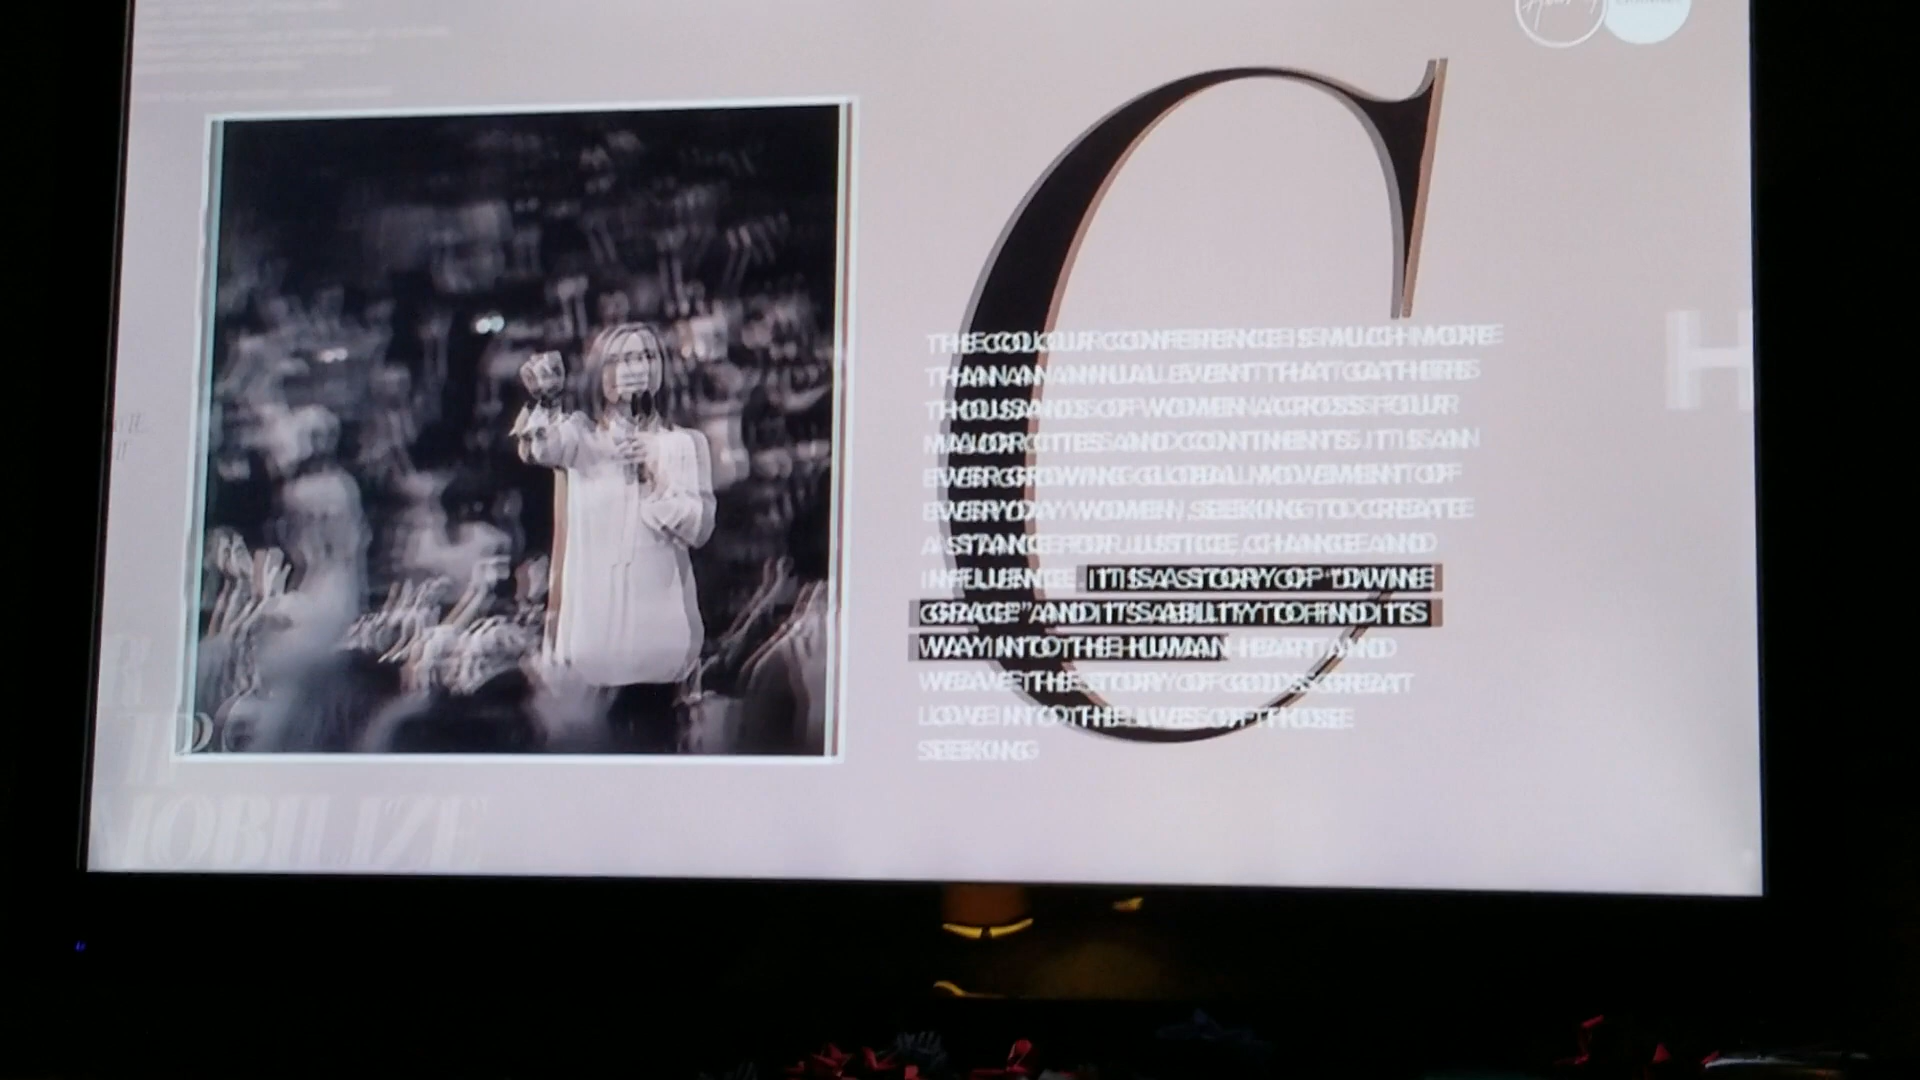 C
THE COLOUR CONFERENCE IS MUCH MORE
THAN AN ANNUAL EVENT THAT GATHERS
THOUSANDS OF WOMEN ACROSS FOUR
MAJOR CITIES AND CONTINENTS. IT IS AN
EVER GROWING GLOBAL MOVEMENT OF
EVERYDAY WOMEN, SEEKING TO CREATE
A STANCE FOR JUSTICE, CHANGE AND
INFLUENCE. IT IS A STORY OF “DIVINE
GRACE” AND IT'S ABILITY TO FIND ITS
WAY INTO THE HUMAN HEART AND
WEAVE THE STORY OF GOD'S GREAT
LOVE INTO THE LIVES OF THOSE
SEEKING
H
MOBILIZE